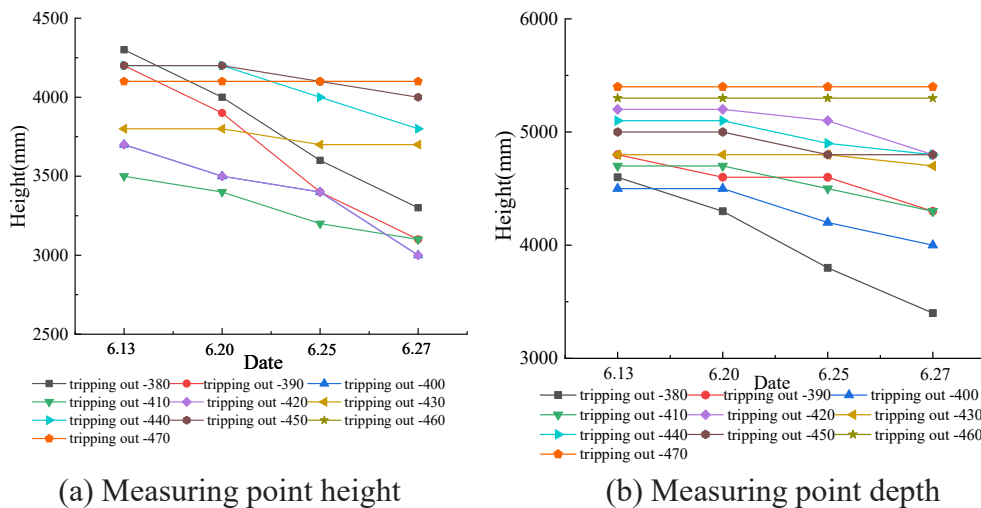 4500
4000
3500
3000
2500
Height(mm)
6.13 6.20 6.25 6.27
Date
tripping out -380 tripping out -390 tripping out -400
tripping out -410 tripping out -420 tripping out -430
tripping out -440 tripping out -450 tripping out -460
tripping out -470
(a) Measuring point height
6000
5000
4000
3000
Height(mm)
6.13 6.20 6.25 6.27
Date
tripping out -380 tripping out -390 tripping out -400
tripping out -410 tripping out -420 tripping out -430
tripping out -440 tripping out -450 tripping out -460
tripping out -470
(b) Measuring point depth